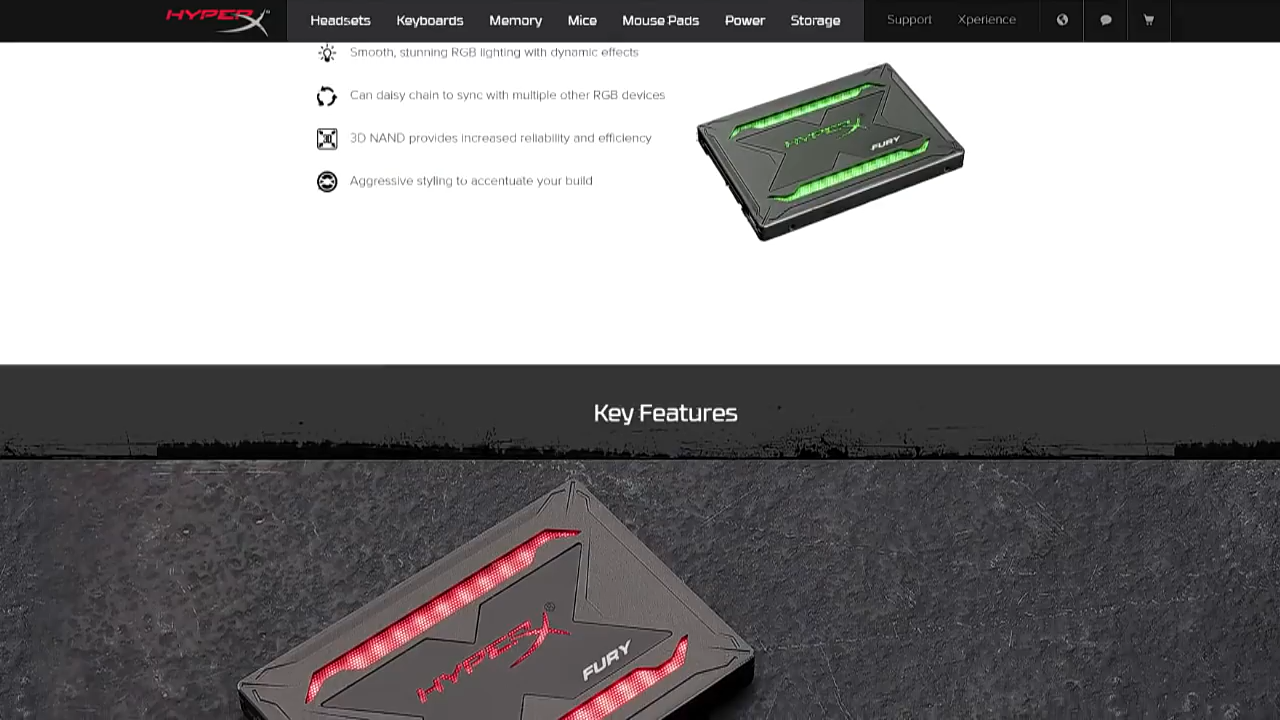 HYPERX
Headsets Keyboards Memory Mice Mouse Pads Power Storage Support Xperience
Smooth, stunning RGB lighting with dynamic effects
Can daisy chain to sync with multiple other RGB devices
3D NAND provides increased reliability and efficiency
Aggressive styling to accentuate your build
HYPERX
FURY
Key Features
HYPERX ®
FURY